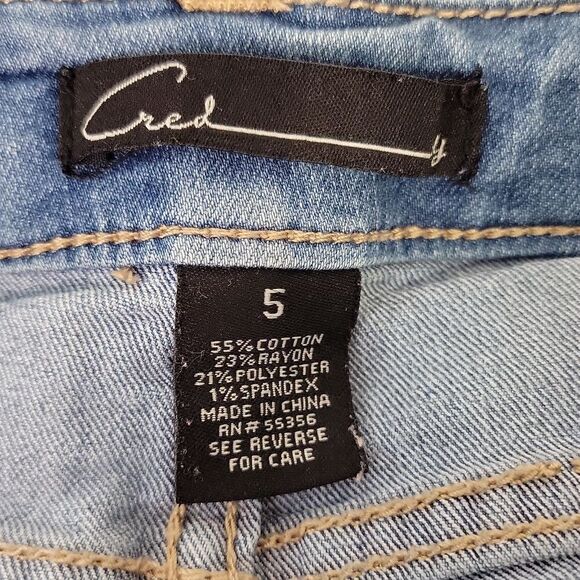 Cred y
5
55% COTTON
23% RAYON
21% POLYESTER
1% SPANDEX
MADE IN CHINA
RN# 55356
SEE REVERSE
FOR CARE